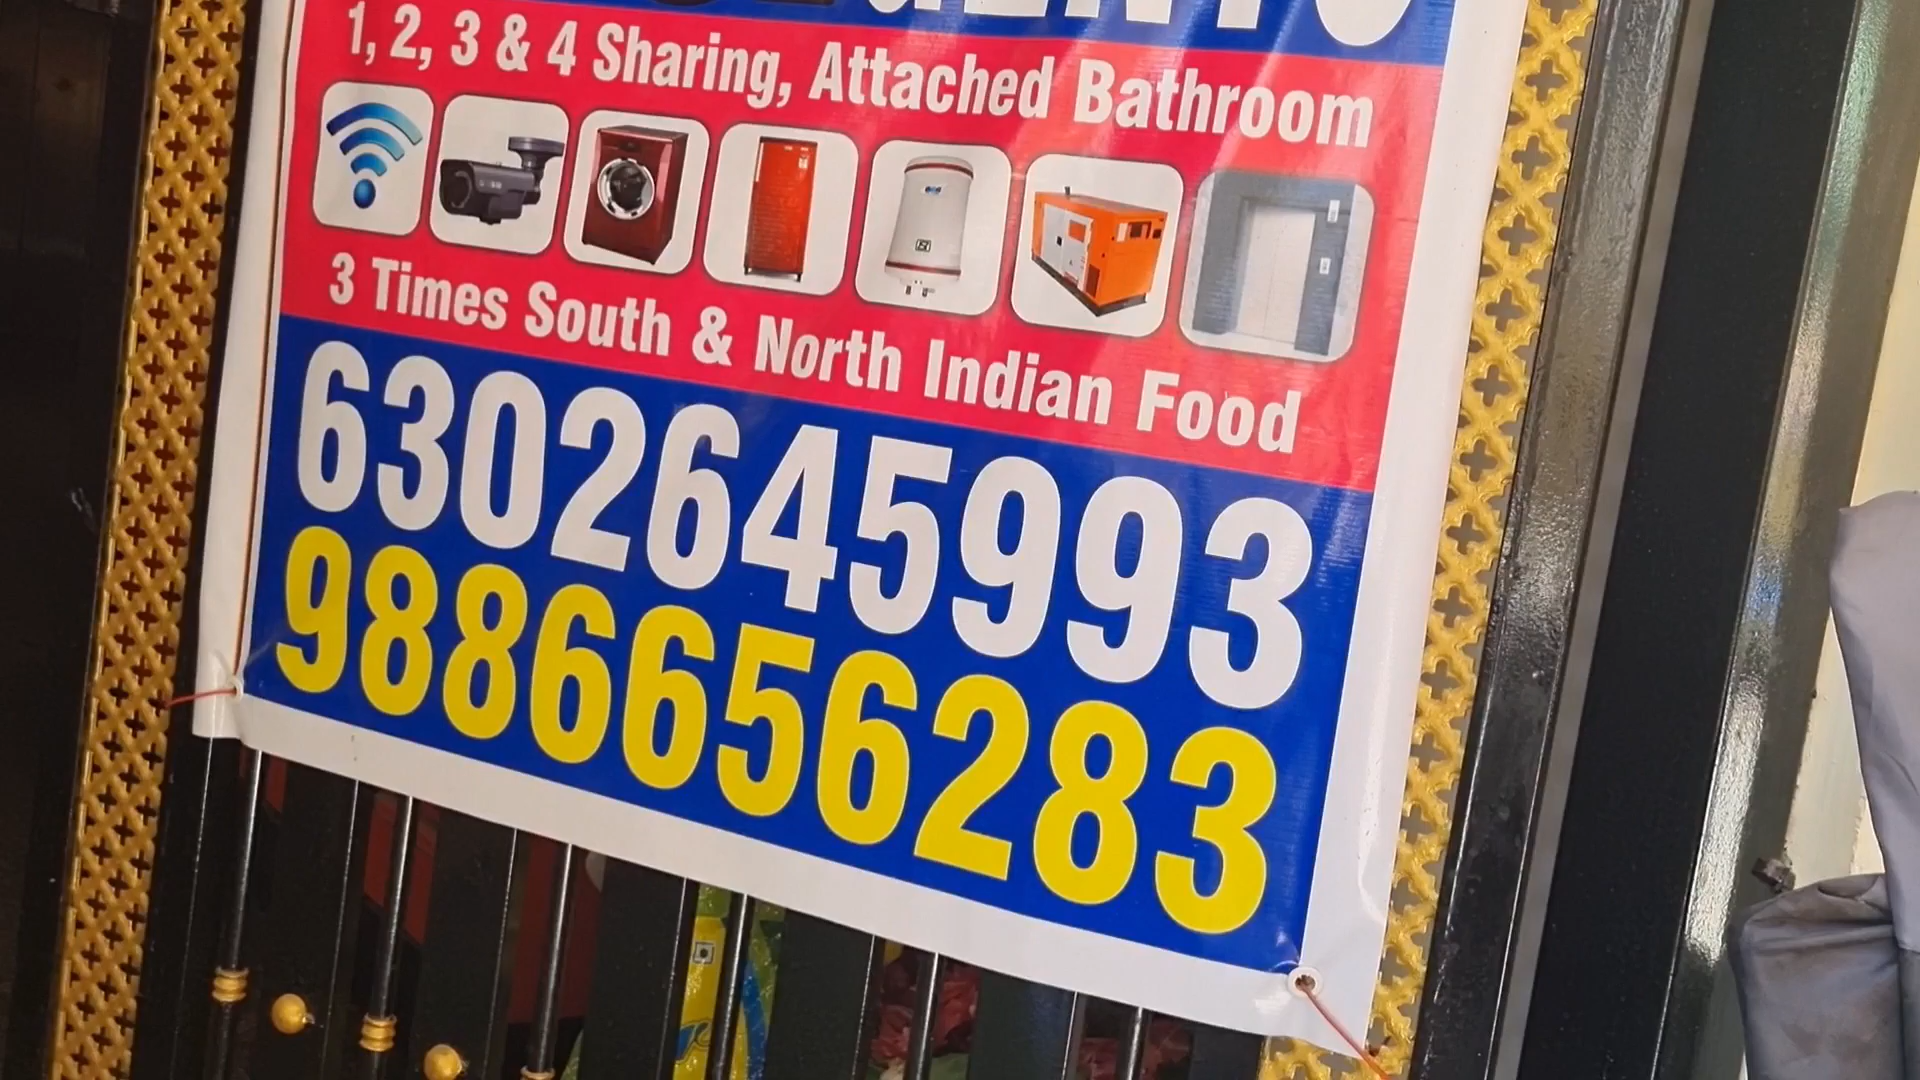 1, 2, 3 & 4 Sharing, Attached Bathroom
3 Times South & North Indian Food
6302645993
9886656283